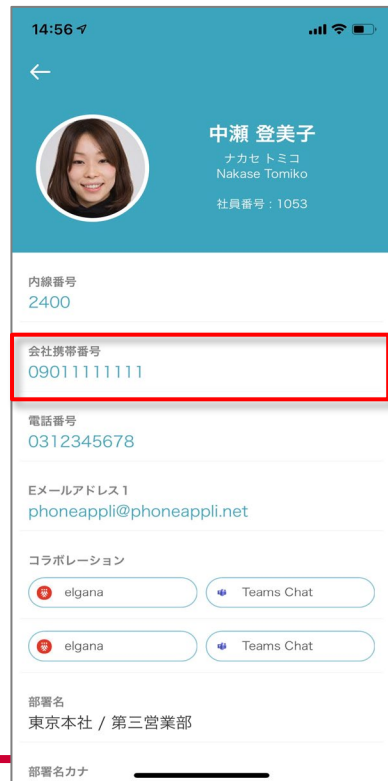 14:56
中瀬 登美子
ナカセ トミコ
Nakase Tomiko
社員番号：1053
内線番号
2400
会社携帯番号
09011111111
電話番号
0312345678
Eメールアドレス1
phoneappli@phoneappli.net
コラボレーション
elgana Teams Chat
elgana Teams Chat
部署名
東京本社 / 第三営業部
部署名カナ